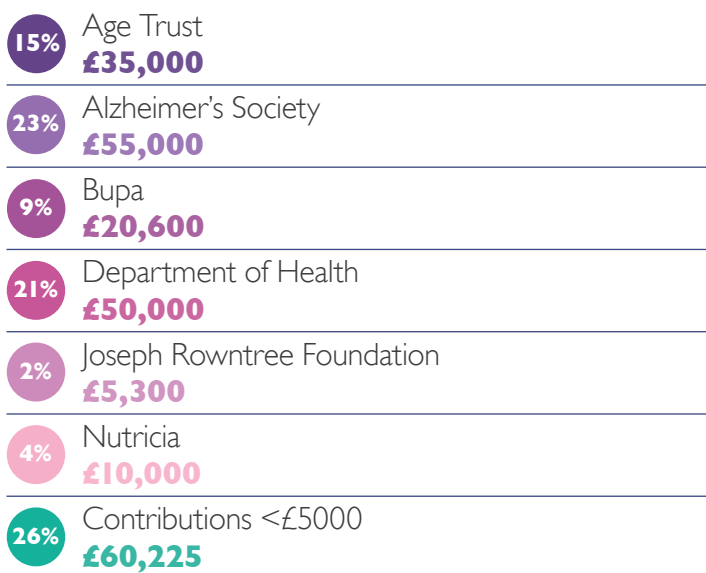 15% Age Trust
£35,000
23% Alzheimer’s Society
£55,000
9% Bupa
£20,600
21% Department of Health
£50,000
2% Joseph Rowntree Foundation
£5,300
4% Nutricia
£10,000
26% Contributions <£5000
£60,225